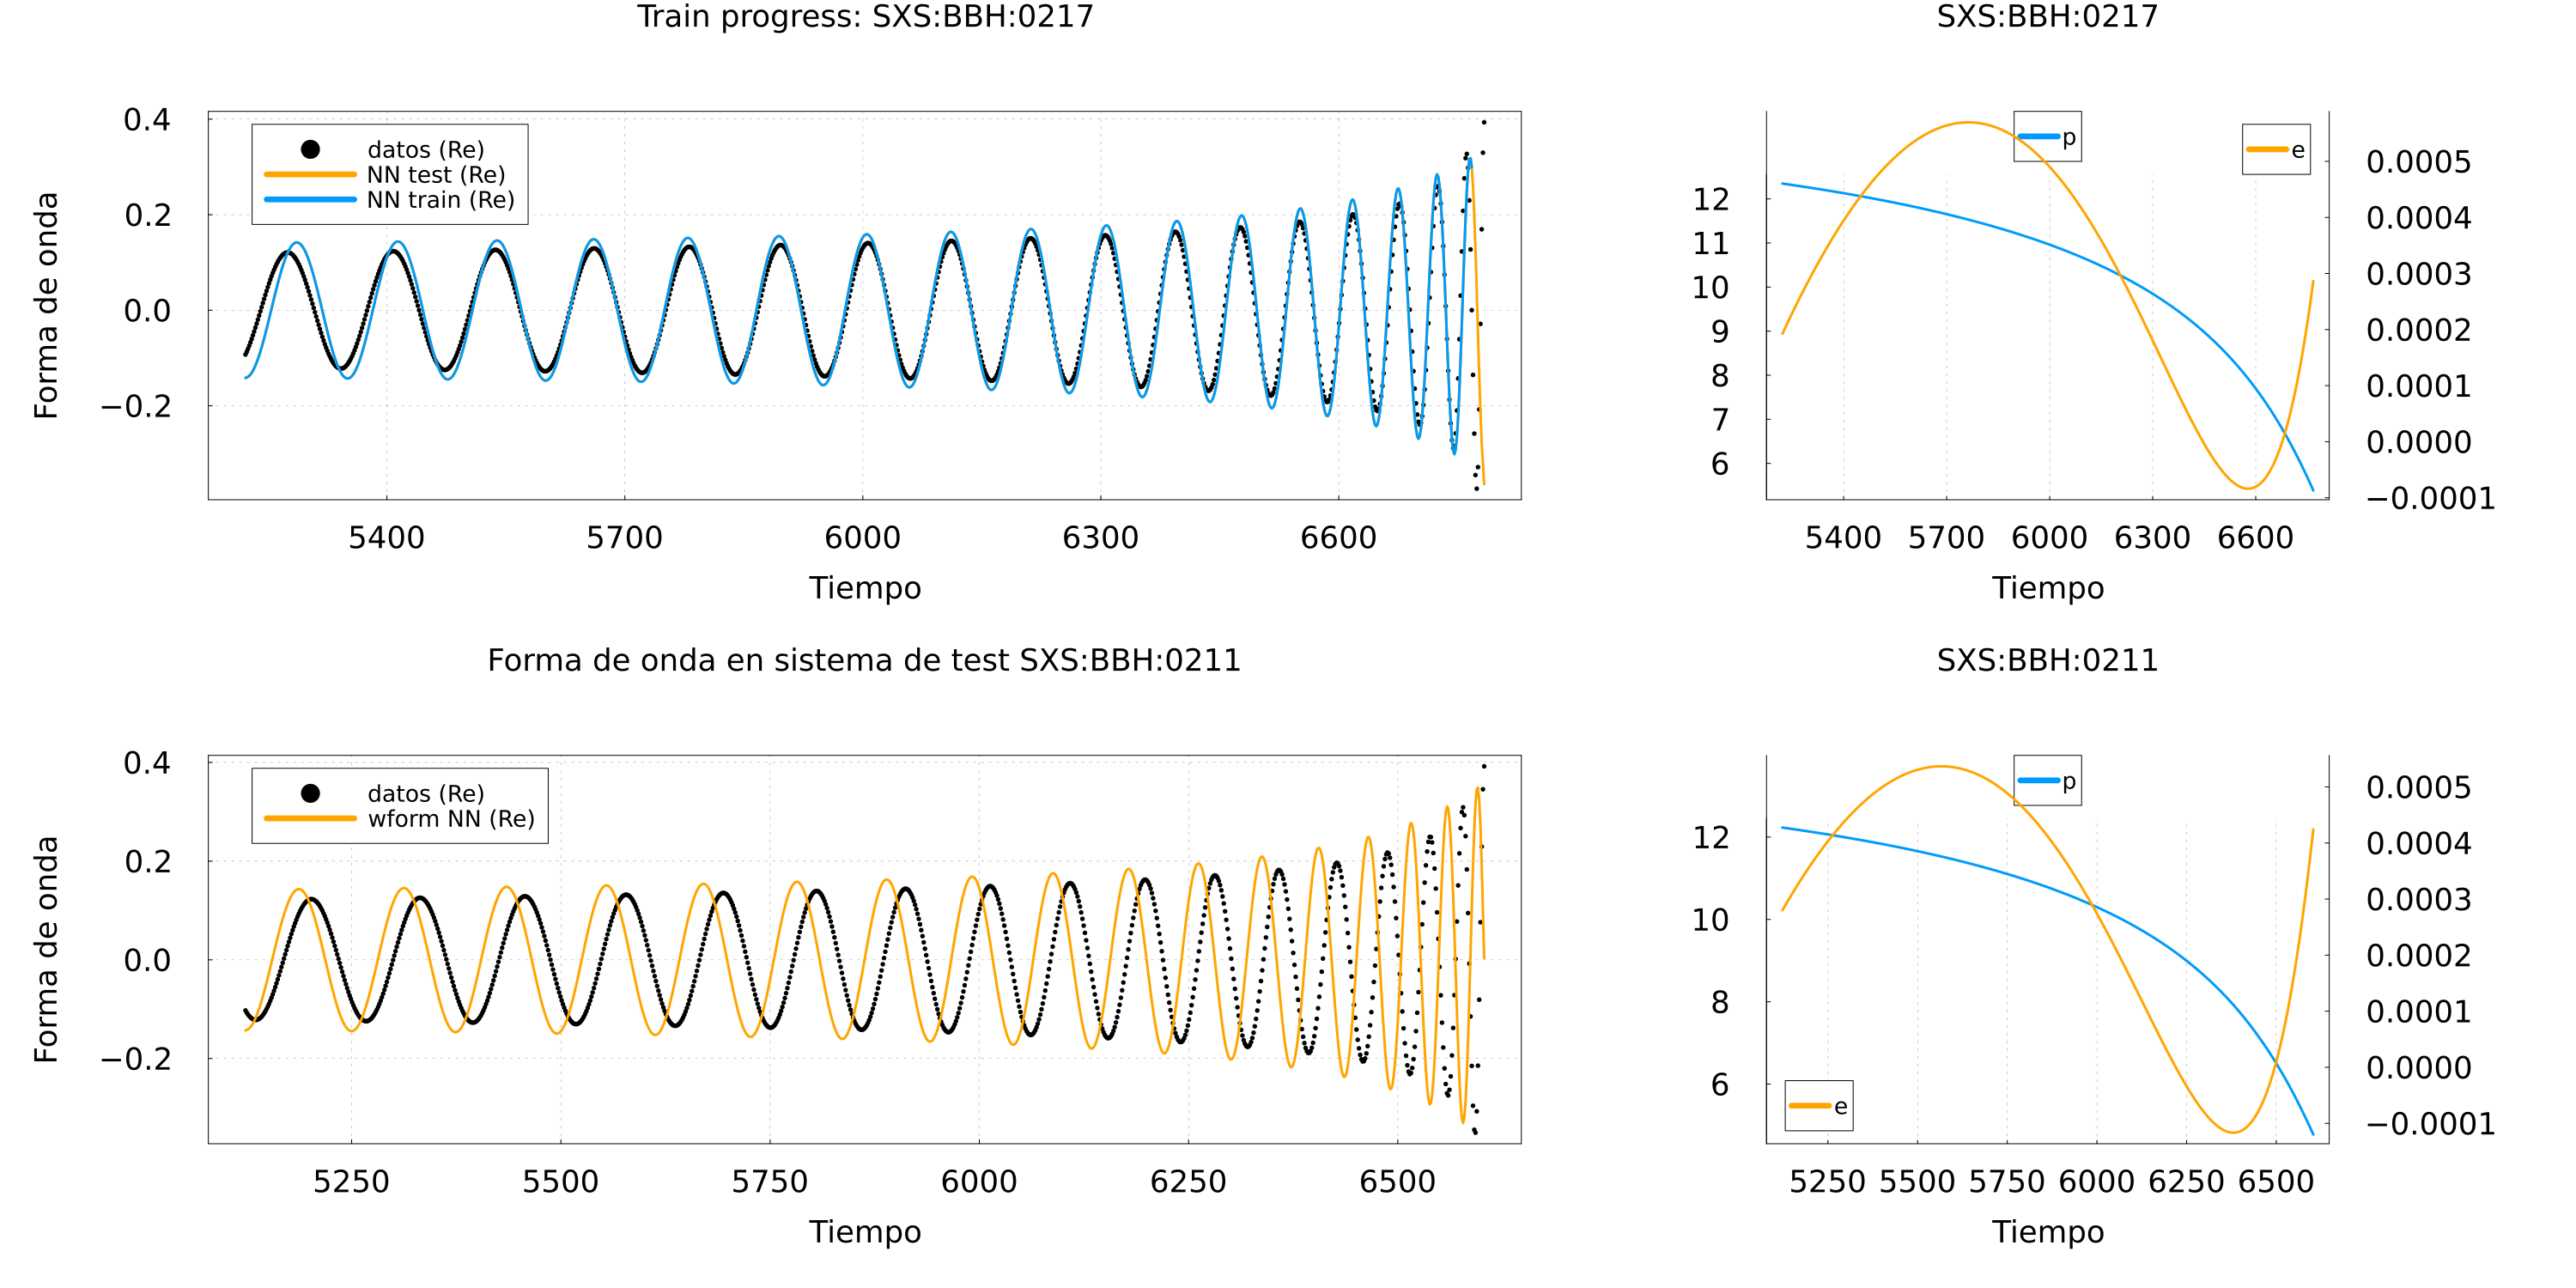 Train progress: SXS:BBH:0217
0.4
0.2
0.0
−0.2
Forma de onda
datos (Re)
NN test (Re)
NN train (Re)
5400 5700 6000 6300 6600
Tiempo
SXS:BBH:0217
12
11
10
9
8
7
6
p
e
0.0005
0.0004
0.0003
0.0002
0.0001
0.0000
−0.0001
5400 5700 6000 6300 6600
Tiempo
Forma de onda en sistema de test SXS:BBH:0211
0.4
0.2
0.0
−0.2
Forma de onda
datos (Re)
wform NN (Re)
5250 5500 5750 6000 6250 6500
Tiempo
SXS:BBH:0211
12
10
8
6
p
e
0.0005
0.0004
0.0003
0.0002
0.0001
0.0000
−0.0001
5250 5500 5750 6000 6250 6500
Tiempo